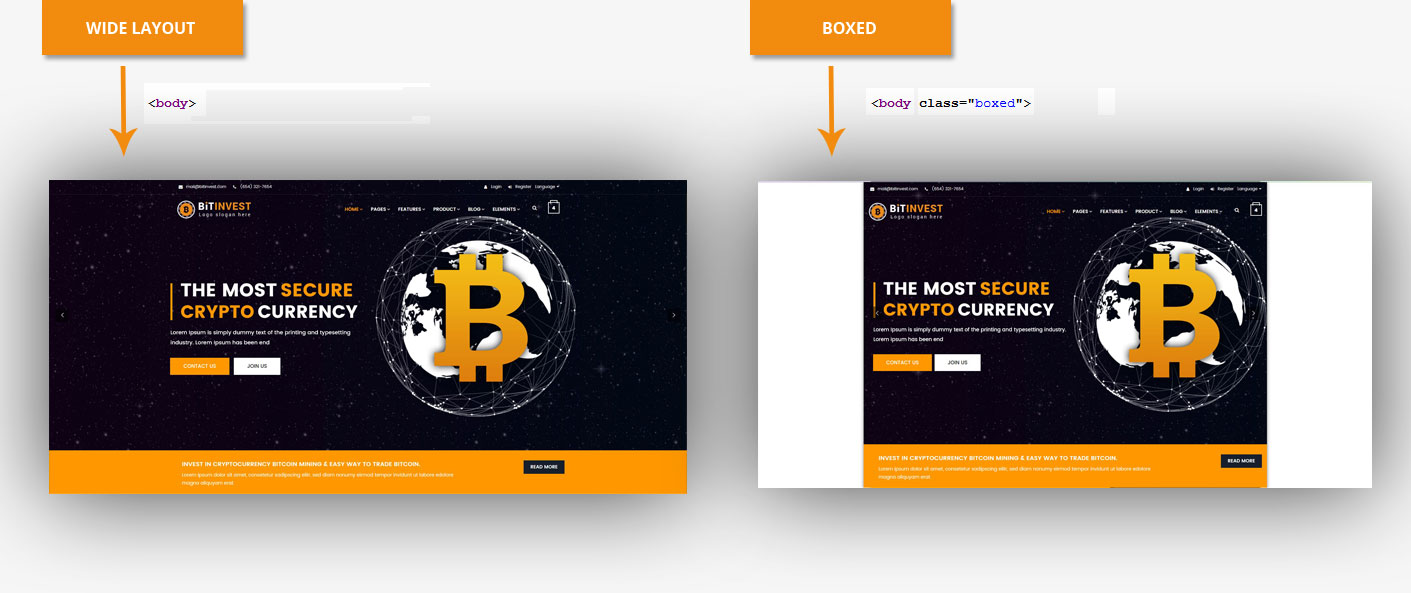 WIDE LAYOUT
<body>
mail@bitinvest.com (654) 321-7654 Login Register Language
BiTINVEST
Logo slogan here
HOME PAGES FEATURES PRODUCT BLOG ELEMENTS 4
THE MOST SECURE
CRYPTO CURRENCY
Lorem Ipsum is simply dummy text of the printing and typesetting
industry. Lorem Ipsum has been end
CONTACT US JOIN US
INVEST IN CRYPTOCURRENCY BITCOIN MINING & EASY WAY TO TRADE BITCOIN.
Lorem ipsum dolor sit amet, consetetur sadipscing elitr, sed diam nonumy eirmod tempor invidunt ut labore edolore
magna aliquyam erat
READ MORE
BOXED
<body class="boxed">
mail@bitinvest.com (654) 321-7654 Login Register Language
BiTINVEST
Logo slogan here
HOME PAGES FEATURES PRODUCT BLOG ELEMENTS 4
THE MOST SECURE
CRYPTO CURRENCY
Lorem Ipsum is simply dummy text of the printing and typesetting industry.
Lorem Ipsum has been end
CONTACT US JOIN US
INVEST IN CRYPTOCURRENCY BITCOIN MINING & EASY WAY TO TRADE BITCOIN.
Lorem ipsum dolor sit amet, consetetur sadipscing elitr, sed diam nonumy eirmod tempor invidunt ut labore edolore
magna aliquyam erat
READ MORE